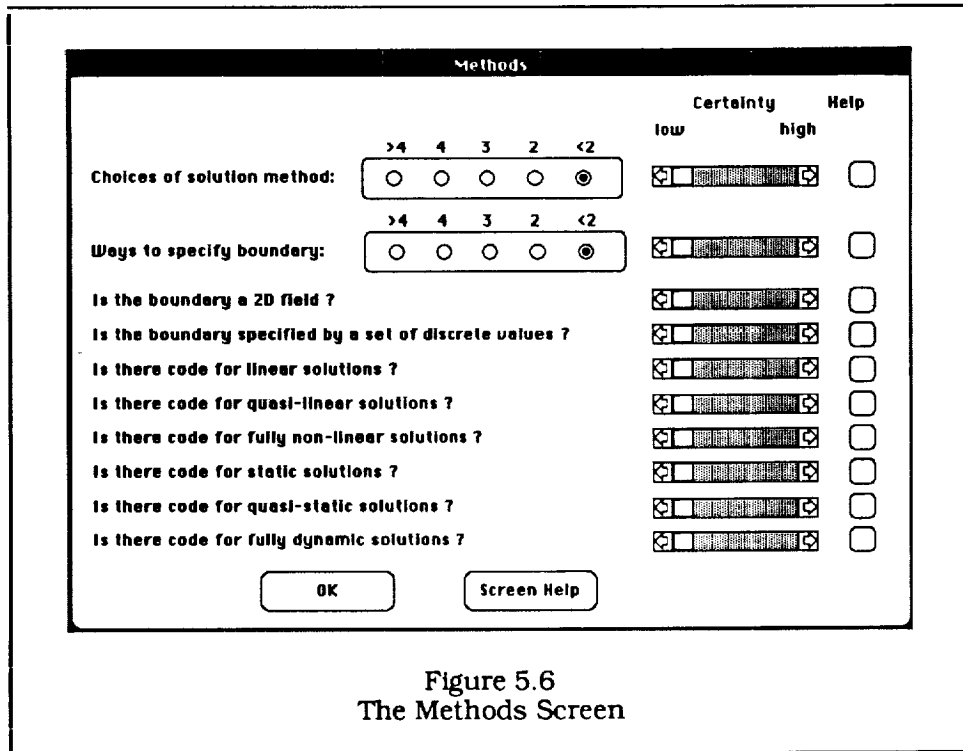 Methods
Certainty Help
low high
>4 4 3 2 <2
Choices of solution method:
>4 4 3 2 <2
Ways to specify boundary:
Is the boundary a 2D field ?
Is the boundary specified by a set of discrete values ?
Is there code for linear solutions ?
Is there code for quasi-linear solutions ?
Is there code for fully non-linear solutions ?
Is there code for static solutions ?
Is there code for quasi-static solutions ?
Is there code for fully dynamic solutions ?
OK Screen Help
Figure 5.6
The Methods Screen